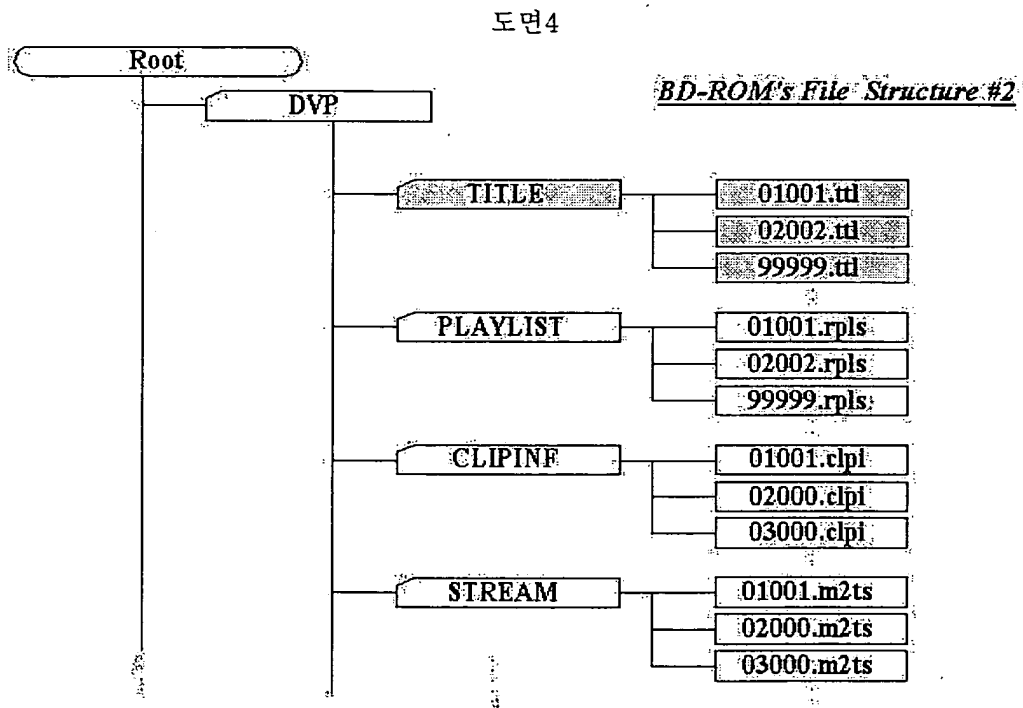 도면4
Root
BD-ROM's File Structure #2
DVP
TITLE
01001.ttl
02002.ttl
99999.ttl
PLAYLIST
01001.rpls
02002.rpls
99999.rpls
CLIPINF
01001.clpi
02000.clpi
03000.clpi
STREAM
01001.m2ts
02000.m2ts
03000.m2ts